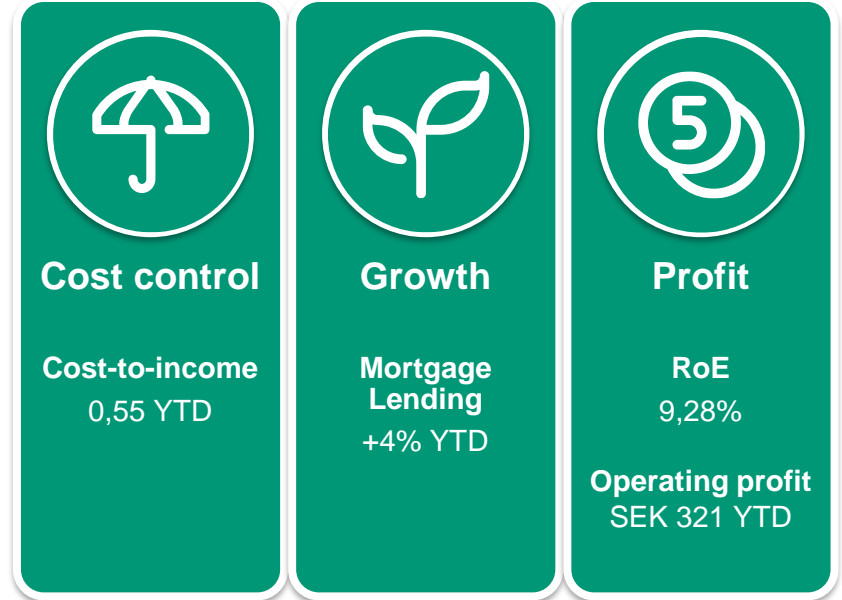 5
Cost control
Cost-to-income
0,55 YTD
Growth
Mortgage
Lending
+4% YTD
Profit
RoE
9,28%
Operating profit
SEK 321 YTD